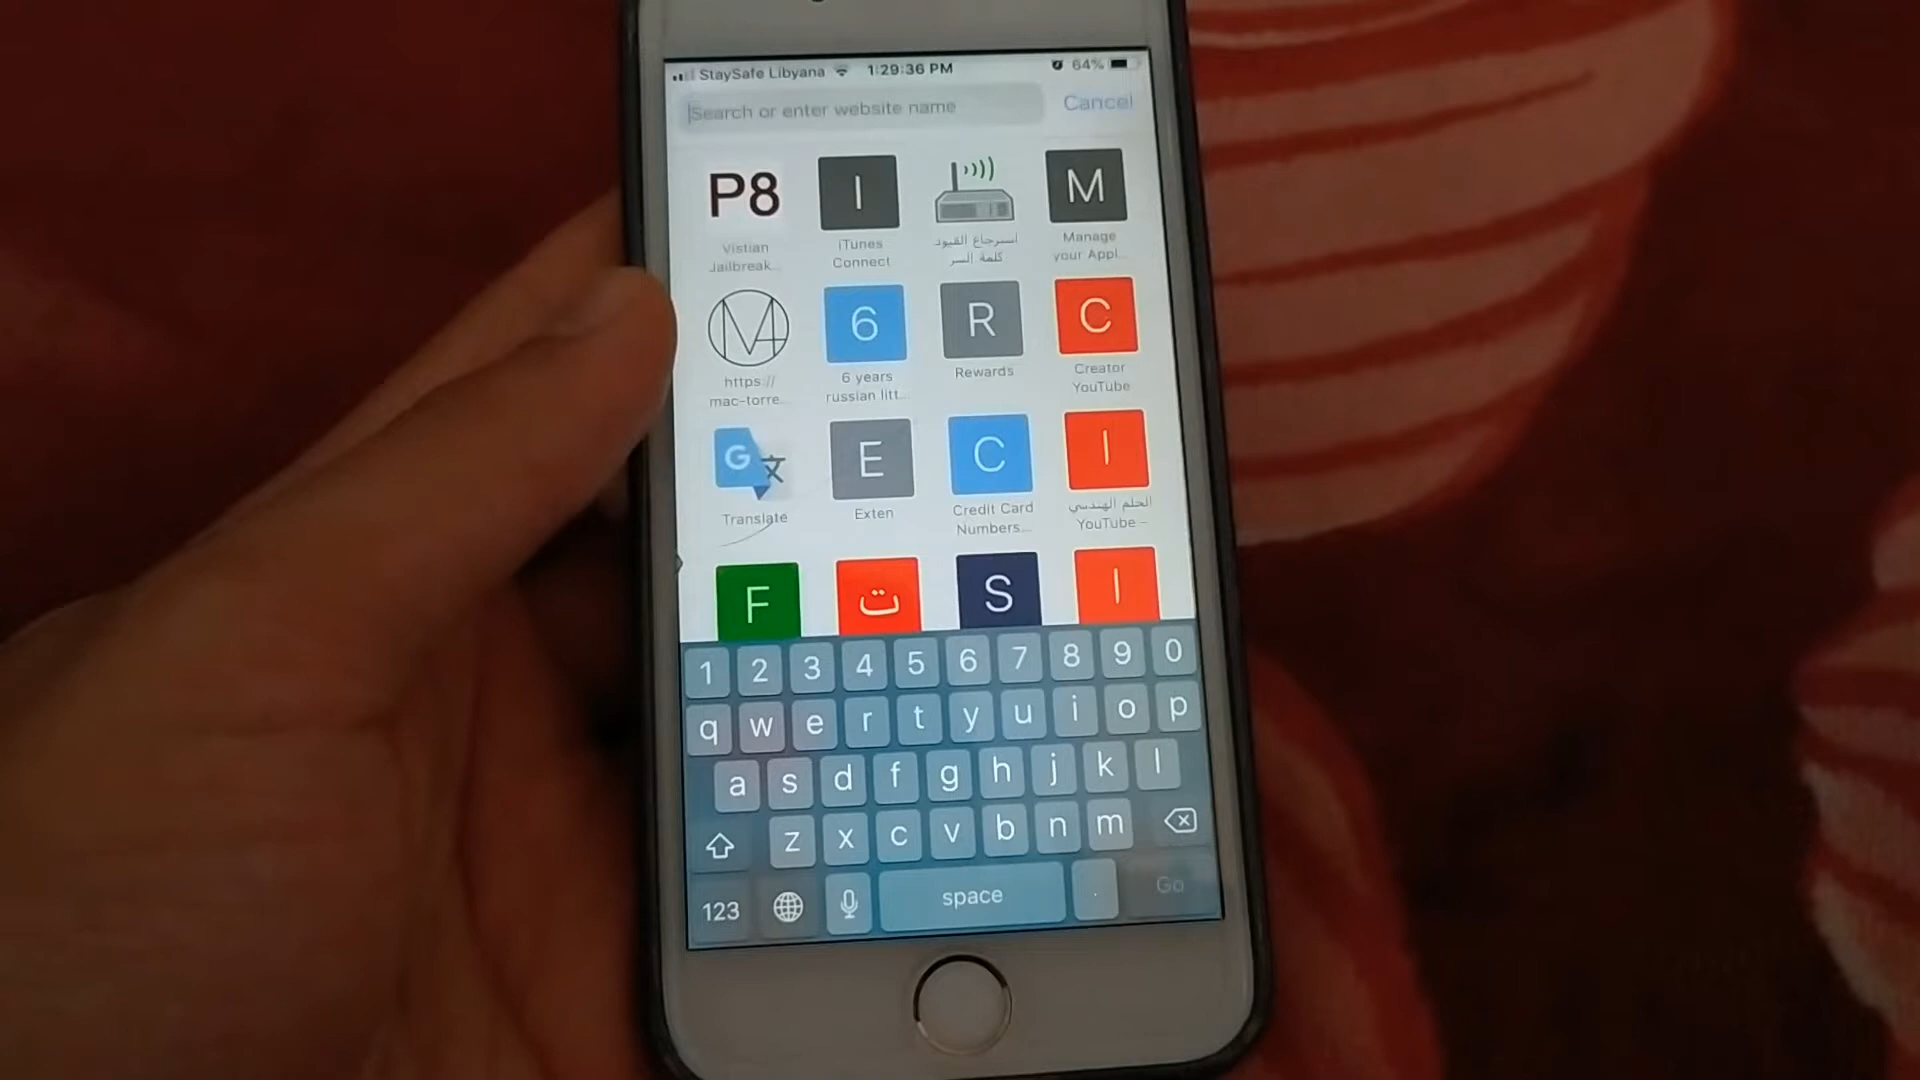 StaySafe Libyana 1:29:36 PM 64%
Search or enter website name Cancel
P8 I M
Vistian iTunes استرجاع القيود Manage
Jailbreak... Connect كلمة السر your Appl...
6 R C
https:// 6 years Rewards Creator
mac-torre... russian litt... YouTube
G 文 E C I
Translate Exten Credit Card الحلم الهندسي
Numbers... YouTube -
F ت S I
1 2 3 4 5 6 7 8 9 0
q w e r t y u i o p
a s d f g h j k l
z x c v b n m
123 space . Go